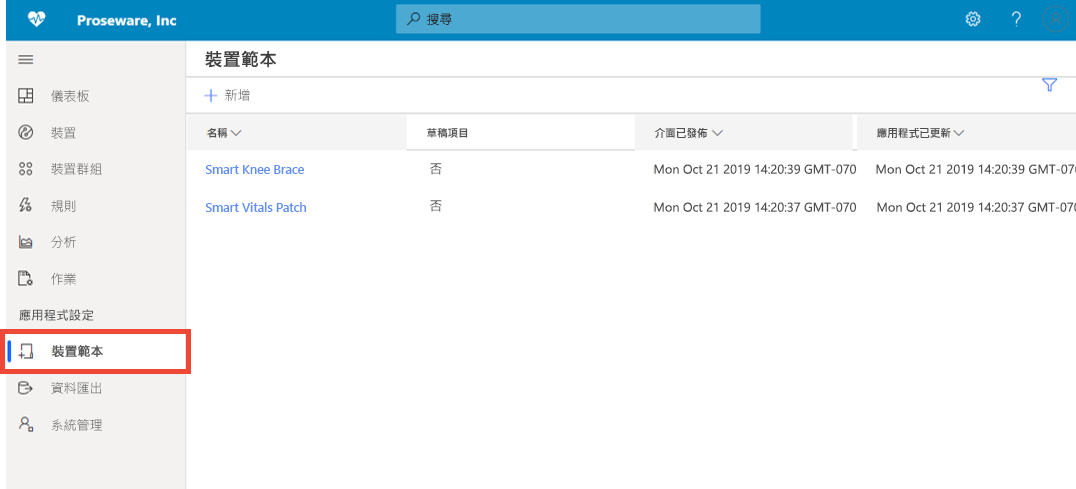 Proseware, Inc
搜尋
?
裝置範本
新增
儀表板
裝置
裝置群組
規則
分析
作業
應用程式設定
裝置範本
資料匯出
系統管理
名稱 草稿項目 介面已發佈 應用程式已更新
Smart Knee Brace 否 Mon Oct 21 2019 14:20:39 GMT-070 Mon Oct 21 2019 14:20:39 GMT-070
Smart Vitals Patch 否 Mon Oct 21 2019 14:20:37 GMT-070 Mon Oct 21 2019 14:20:37 GMT-070